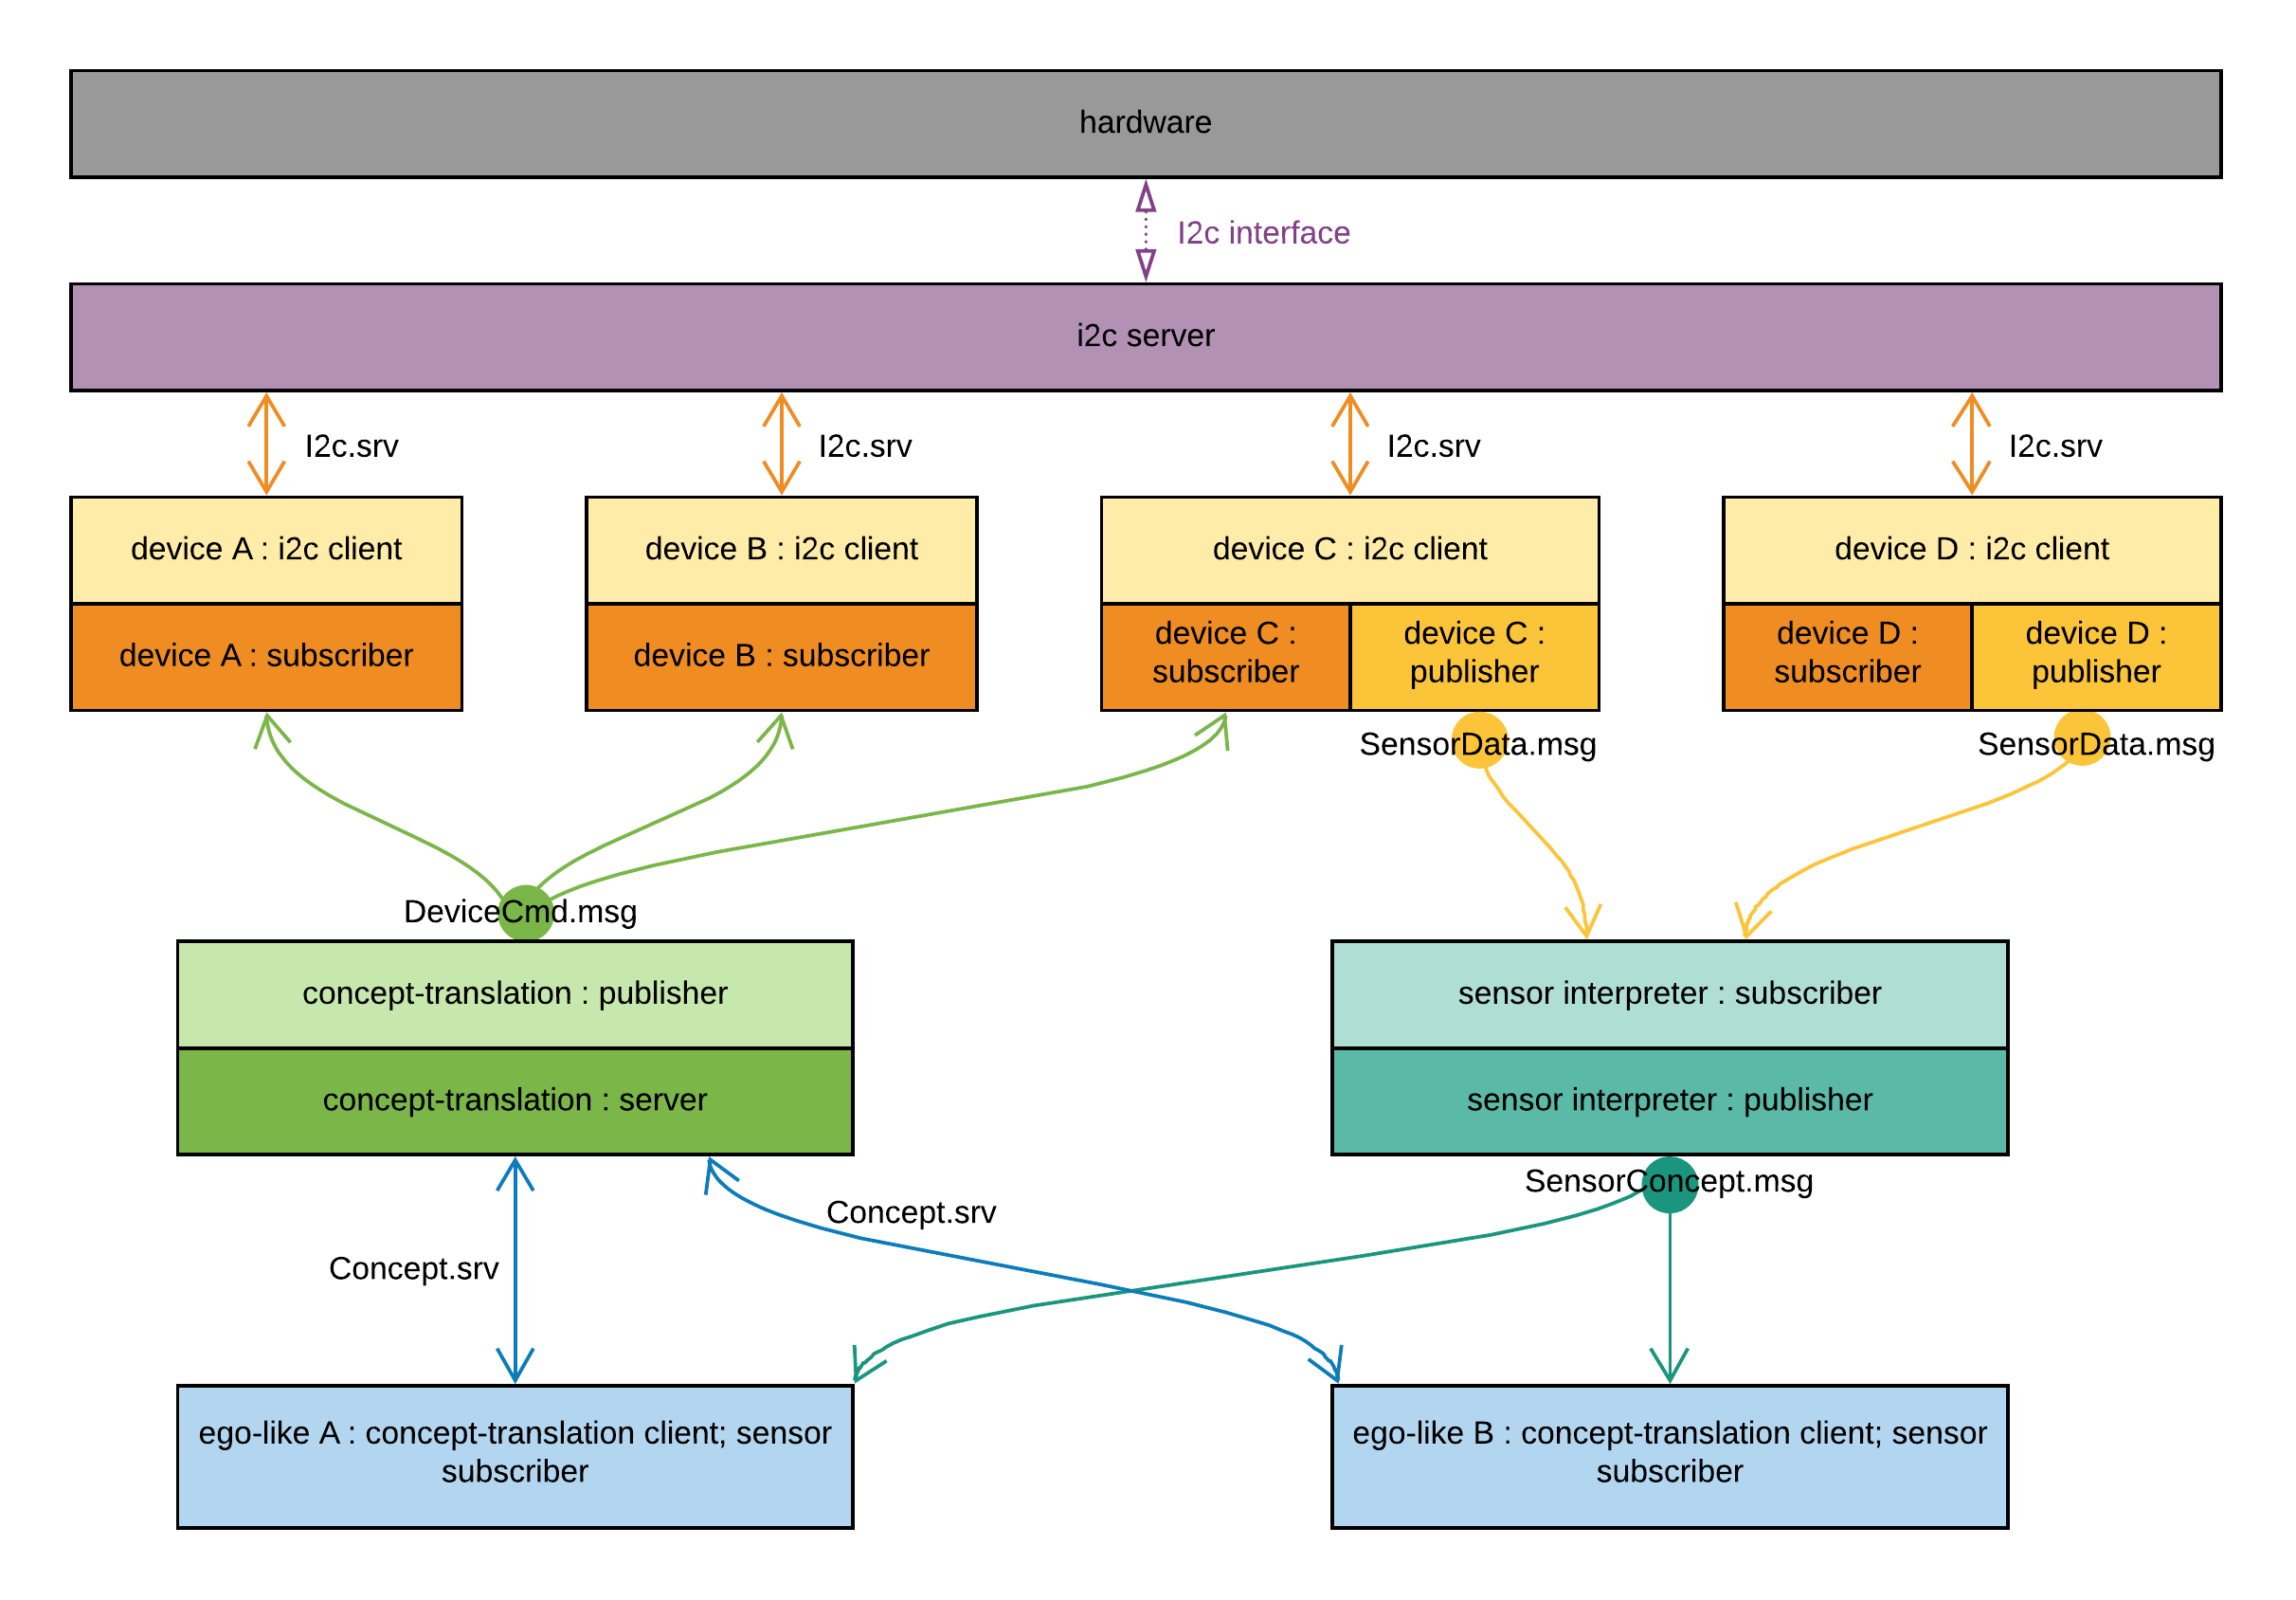 hardware
I2c interface
i2c server
I2c.srv
I2c.srv
I2c.srv
I2c.srv
device A : i2c client
device B : i2c client
device C : i2c client
device D : i2c client
device A : subscriber
device B : subscriber
device C :
subscriber
device C :
publisher
device D :
subscriber
device D :
publisher
SensorData.msg
SensorData.msg
DeviceCmd.msg
concept-translation : publisher
sensor interpreter : subscriber
concept-translation : server
sensor interpreter : publisher
SensorConcept.msg
Concept.srv
Concept.srv
ego-like A : concept-translation client; sensor
subscriber
ego-like B : concept-translation client; sensor
subscriber